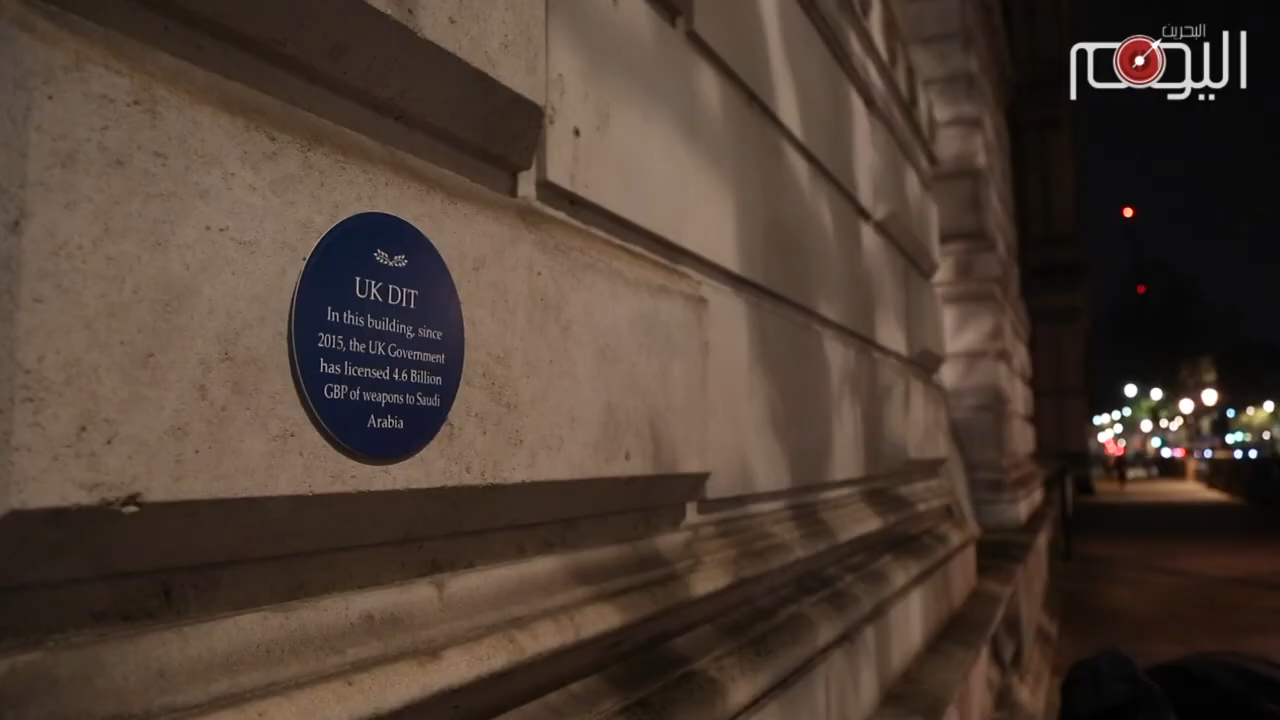 البحرين
اليوم
UK DIT
In this building, since
2015, the UK Government
has licensed 4.6 Billion
GBP of weapons to Saudi
Arabia